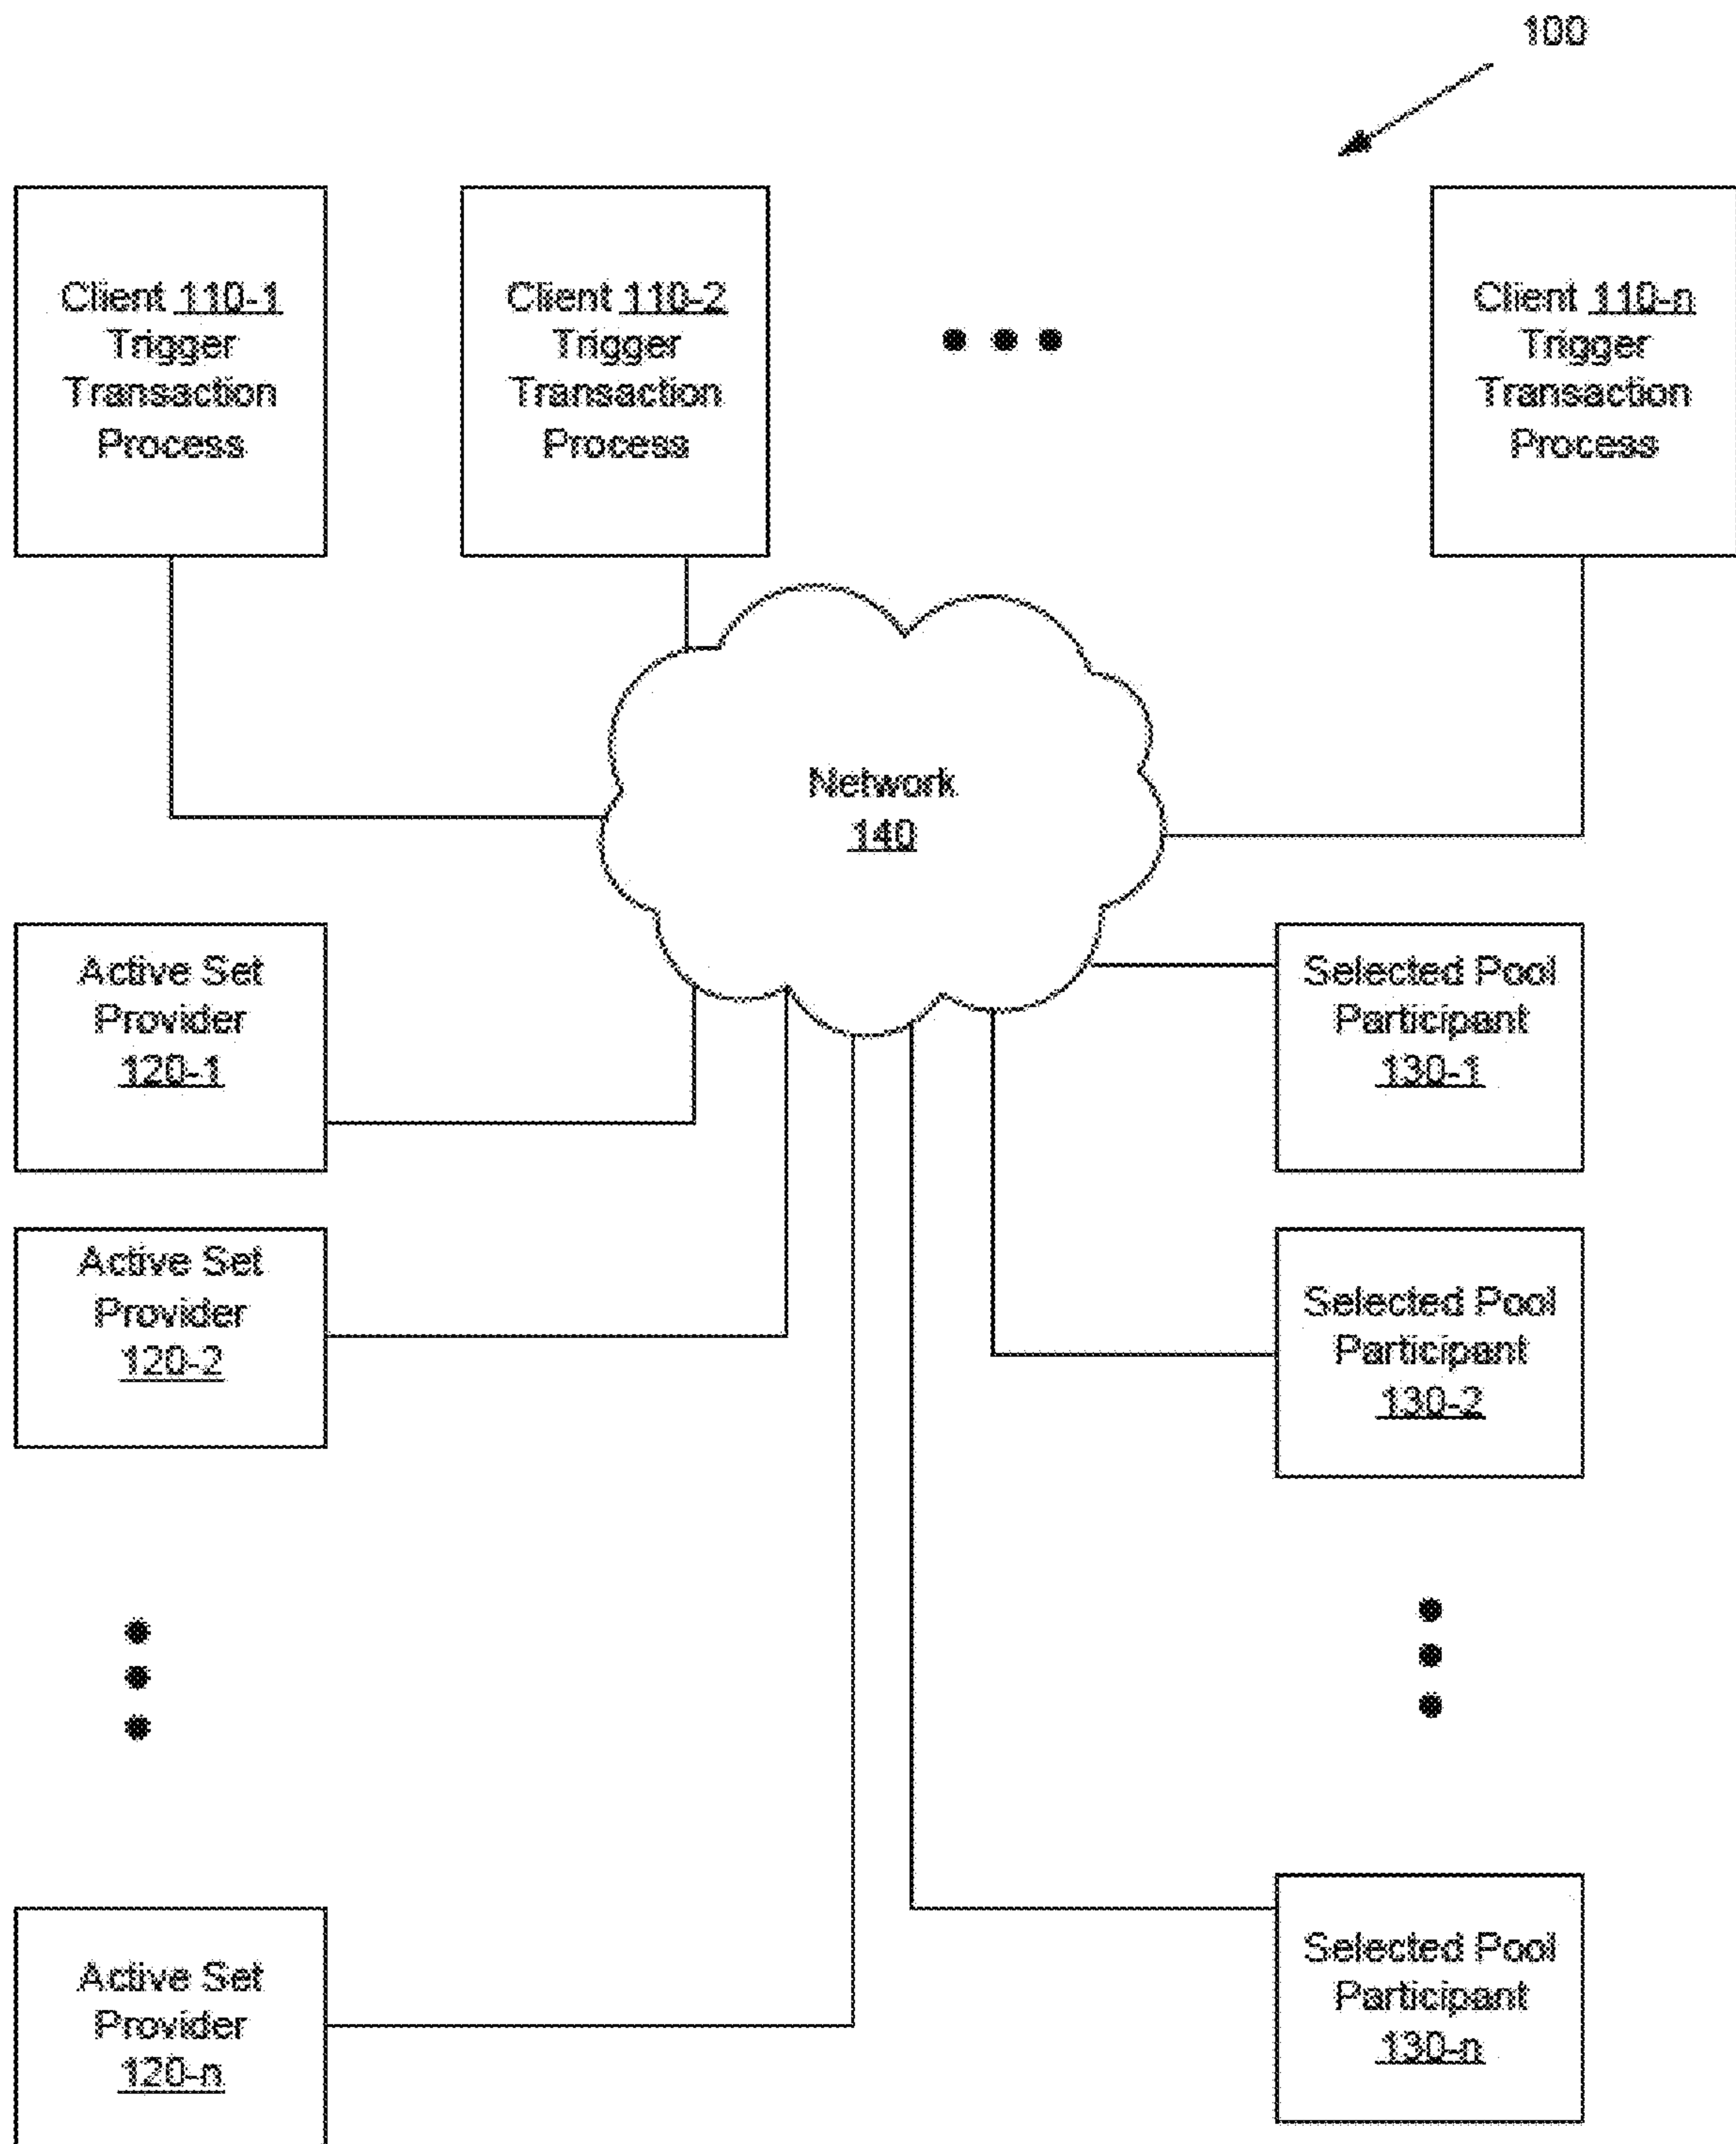 100
Client 110-1
Trigger
Transaction
Process
Client 110-2
Trigger
Transaction
Process
Client 110-n
Trigger
Transaction
Process
Network
140
Active Set
Provider
120-1
Selected Pool
Participant
130-1
Active Set
Provider
120-2
Selected Pool
Participant
130-2
Active Set
Provider
120-n
Selected Pool
Participant
130-n